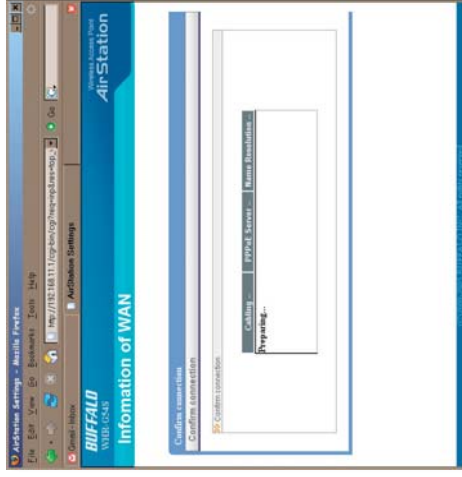 AirStation Settings - Mozilla Firefox
File Edit View Go Bookmarks Tools Help
Go
Gmail - Inbox
AirStation Settings
BUFFALO
WHR-G54S
Wireless Access Point
AirStation
Infomation of WAN
Confirm connection
Confirm connection
>> Confirm connection
Cabling -- PPPoE Server -- Name Resolution --
Preparing...